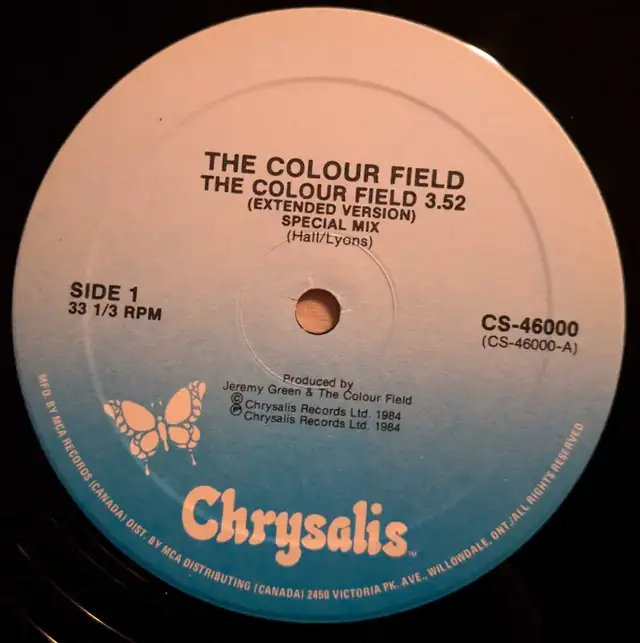 THE COLOUR FIELD
THE COLOUR FIELD 3.52
(EXTENDED VERSION)
SPECIAL MIX
(Hall/Lyons)
SIDE 1
33 1/3 RPM
CS-46000
(CS-46000-A)
Produced by
Jeremy Green & The Colour Field
© Chrysalis Records Ltd. 1984
℗ Chrysalis Records Ltd. 1984
Chrysalis™
MFG. BY MCA RECORDS (CANADA) DIST. BY MCA DISTRIBUTING (CANADA) 2450 VICTORIA PK. AVE., WILLOWDALE, ONT./ALL RIGHTS RESERVED